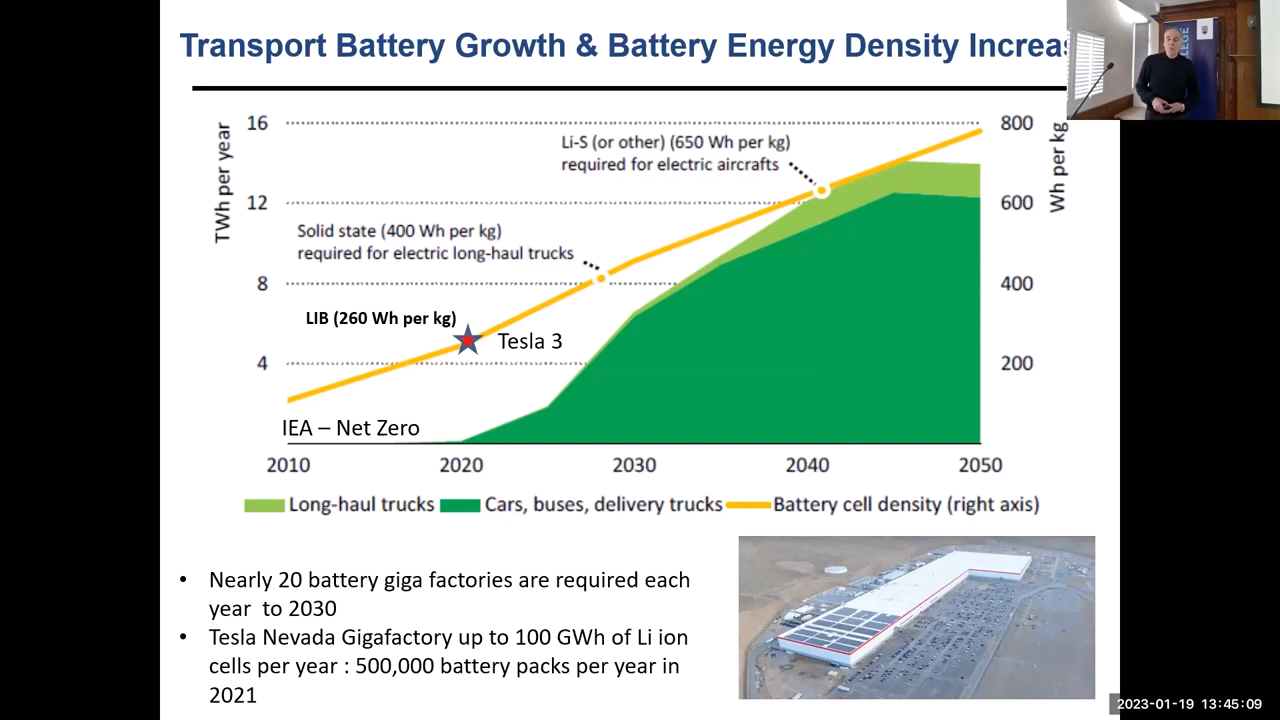 Transport Battery Growth & Battery Energy Density Increas
TWh per year
16
12
8
4
800
600
400
200
Wh per kg
Li-S (or other) (650 Wh per kg)
required for electric aircrafts
Solid state (400 Wh per kg)
required for electric long-haul trucks
LIB (260 Wh per kg)
Tesla 3
IEA – Net Zero
2010 2020 2030 2040 2050
Long-haul trucks Cars, buses, delivery trucks Battery cell density (right axis)
• Nearly 20 battery giga factories are required each
year to 2030
• Tesla Nevada Gigafactory up to 100 GWh of Li ion
cells per year : 500,000 battery packs per year in
2021
2023-01-19 13:45:09